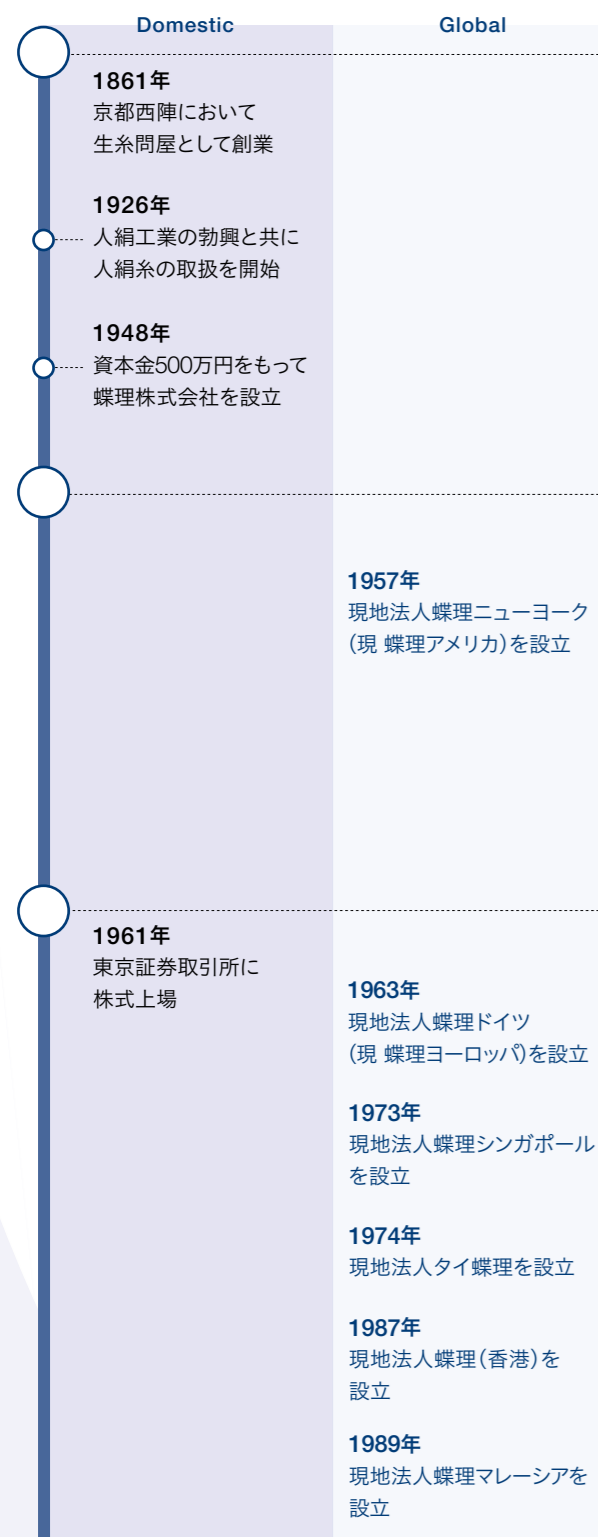 Domestic
Global
1861年
京都西陣において
生糸問屋として創業
1926年
人絹工業の勃興と共に
人絹糸の取扱を開始
1948年
資本金500万円をもって
蝶理株式会社を設立
1957年
現地法人蝶理ニューヨーク
(現 蝶理アメリカ)を設立
1961年
東京証券取引所に
株式上場
1963年
現地法人蝶理ドイツ
(現 蝶理ヨーロッパ)を設立
1973年
現地法人蝶理シンガポール
を設立
1974年
現地法人タイ蝶理を設立
1987年
現地法人蝶理(香港)を
設立
1989年
現地法人蝶理マレーシアを
設立